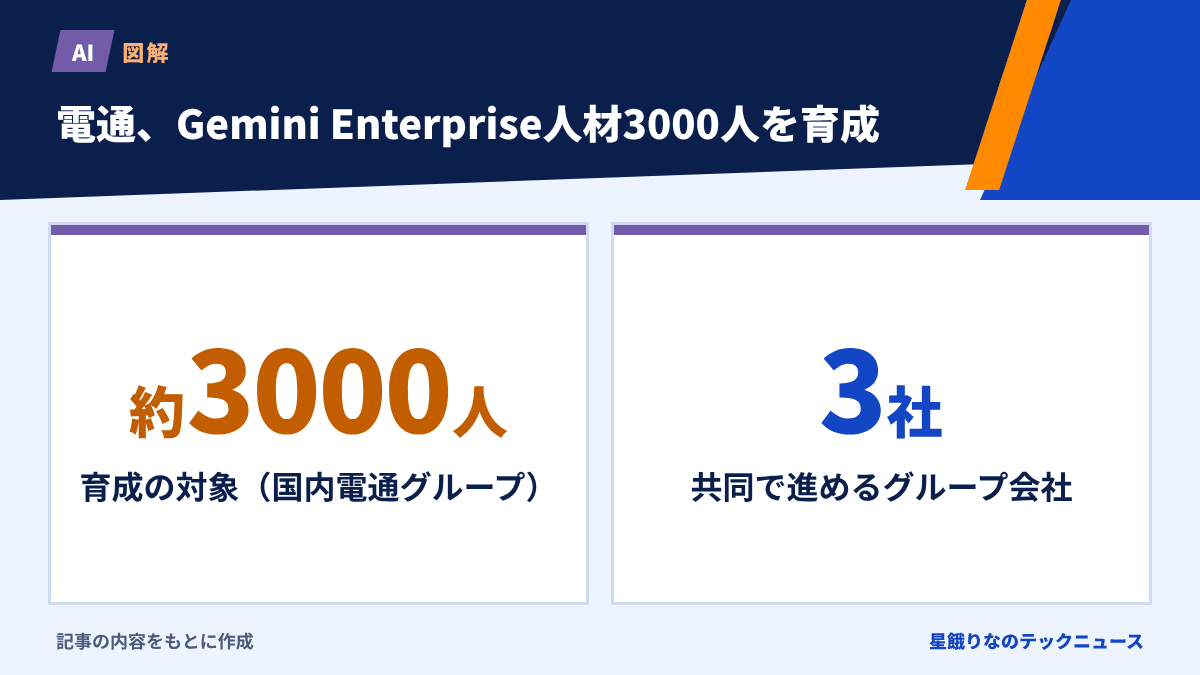 AI 図解
電通、Gemini Enterprise人材3000人を育成
約3000人
育成の対象（国内電通グループ）
3社
共同で進めるグループ会社
記事の内容をもとに作成
星餓りなのテックニュース